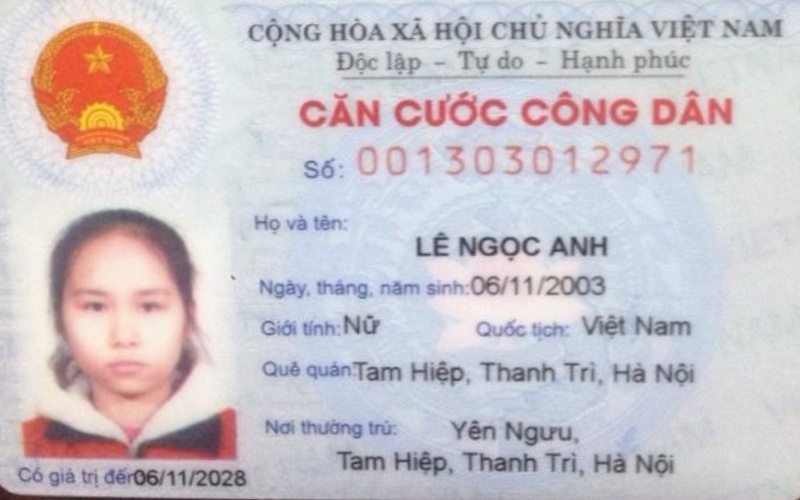 CỘNG HÒA XÃ HỘI CHỦ NGHĨA VIỆT NAM
Độc lập - Tự do - Hạnh phúc
CĂN CƯỚC CÔNG DÂN
Số: 001303012971
Họ và tên:
LÊ NGỌC ANH
Ngày, tháng, năm sinh:06/11/2003
Giới tính: Nữ Quốc tịch: Việt Nam
Quê quán:Tam Hiệp, Thanh Trì, Hà Nội
Nơi thường trú: Yên Ngưu,
Tam Hiệp, Thanh Trì, Hà Nội
Có giá trị đến06/11/2028
VIỆT NAM